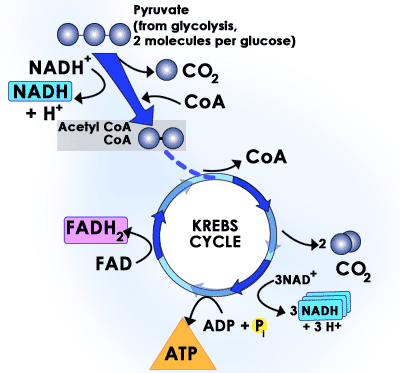 Pyruvate
(from glycolysis,
2 molecules per glucose)
NADH⁺
CO₂
NADH
+ H⁺
CoA
Acetyl CoA
CoA
CoA
KREBS
CYCLE
FADH₂
FAD
2
CO₂
3NAD⁺
3 NADH
+ 3 H⁺
ADP + Pᵢ
ATP